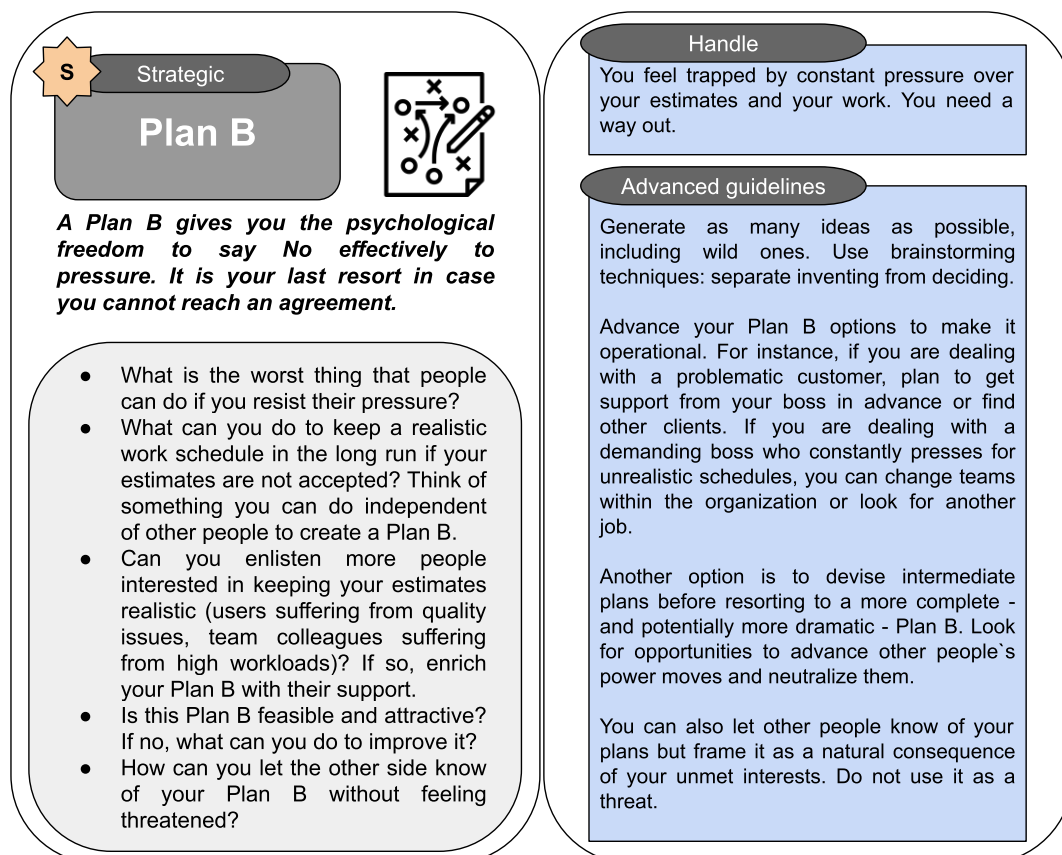 S
Strategic
Plan B
A Plan B gives you the psychological
freedom to say No effectively to
pressure. It is your last resort in case
you cannot reach an agreement.
● What is the worst thing that people
can do if you resist their pressure?
● What can you do to keep a realistic
work schedule in the long run if your
estimates are not accepted? Think of
something you can do independent
of other people to create a Plan B.
● Can you enlisten more people
interested in keeping your estimates
realistic (users suffering from quality
issues, team colleagues suffering
from high workloads)? If so, enrich
your Plan B with their support.
● Is this Plan B feasible and attractive?
If no, what can you do to improve it?
● How can you let the other side know
of your Plan B without feeling
threatened?
Handle
You feel trapped by constant pressure over
your estimates and your work. You need a
way out.
Advanced guidelines
Generate as many ideas as possible,
including wild ones. Use brainstorming
techniques: separate inventing from deciding.
Advance your Plan B options to make it
operational. For instance, if you are dealing
with a problematic customer, plan to get
support from your boss in advance or find
other clients. If you are dealing with a
demanding boss who constantly presses for
unrealistic schedules, you can change teams
within the organization or look for another
job.
Another option is to devise intermediate
plans before resorting to a more complete -
and potentially more dramatic - Plan B. Look
for opportunities to advance other people`s
power moves and neutralize them.
You can also let other people know of your
plans but frame it as a natural consequence
of your unmet interests. Do not use it as a
threat.